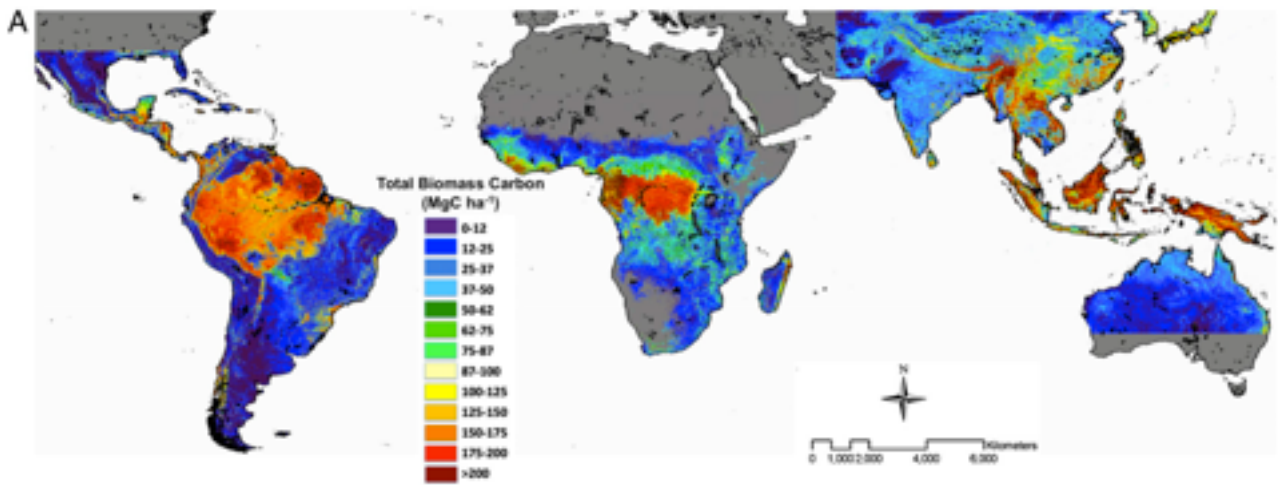 A
Total Biomass Carbon
(MgC ha⁻¹)
0-12
12-25
25-37
37-50
50-62
62-75
75-87
87-100
100-125
125-150
150-175
175-200
>200
N
Kilometers
0 1,000 2,000 4,000 6,000